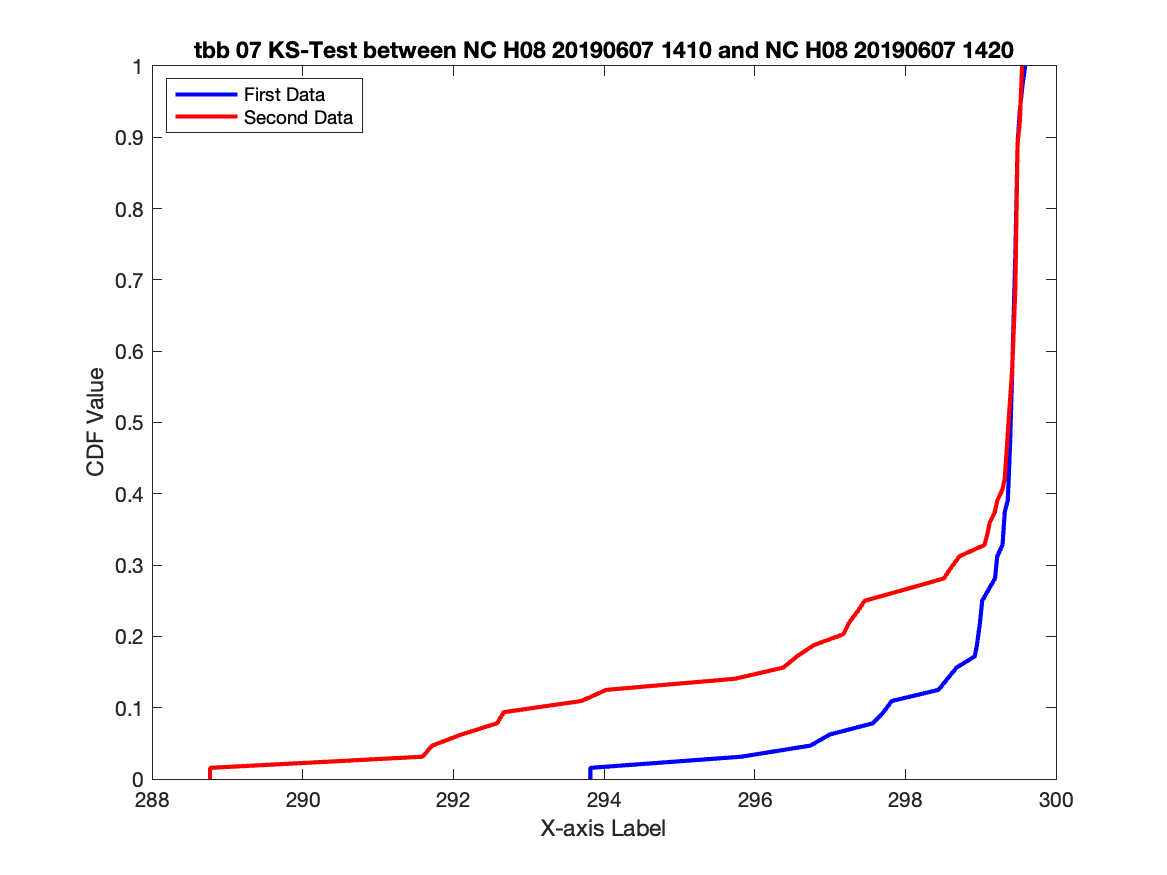 tbb 07 KS-Test between NC H08 20190607 1410 and NC H08 20190607 1420
First Data
Second Data
1
0.9
0.8
0.7
0.6
0.5
0.4
0.3
0.2
0.1
0
CDF Value
288 290 292 294 296 298 300
X-axis Label